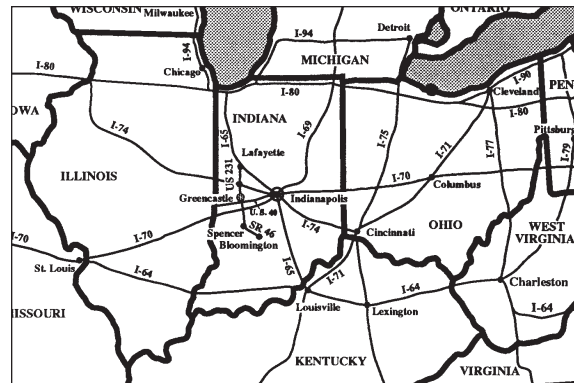 WISCONSIN
Milwaukee
ONTARIO
Detroit
I-94
I-94
MICHIGAN
Chicago
I-80
I-80
I-90
Cleveland
I-80
PEN
OWA
I-74
INDIANA
I-69
I-65
I-75
I-71
I-77
Pittsburg
I-79
Lafayette
US 231
ILLINOIS
I-70
Columbus
Greencastle
Indianapolis
U.S. 40
I-74
OHIO
WEST
VIRGINIA
Spencer
SR 46
Bloomington
Cincinnati
I-70
I-70
St. Louis
I-64
I-65
I-71
I-64
Charleston
Louisville
Lexington
I-64
ISSOURI
KENTUCKY
VIRGINIA